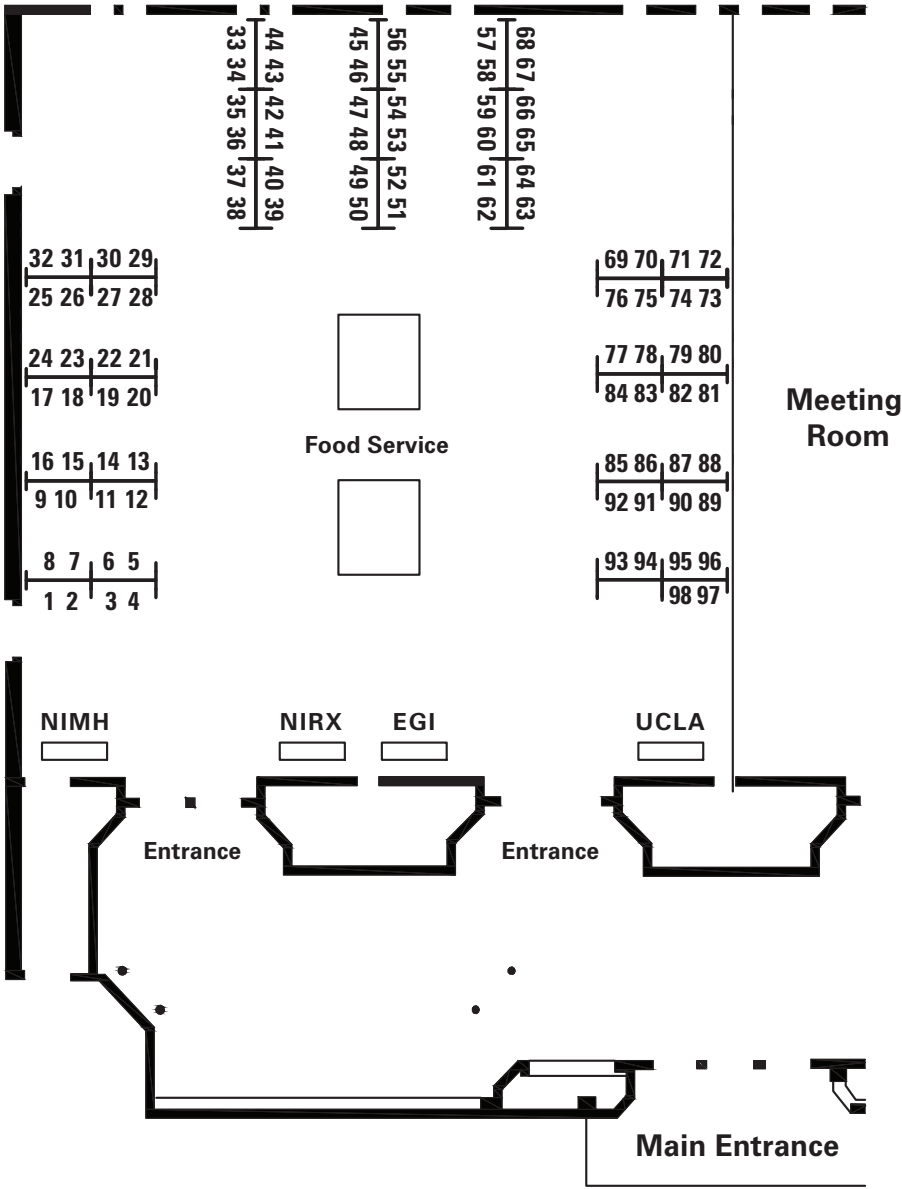 33 34 35 36 37 38
44 43 42 41 40 39
45 46 47 48 49 50
56 55 54 53 52 51
57 58 59 60 61 62
68 67 66 65 64 63
32 31 30 29
25 26 27 28
69 70 71 72
76 75 74 73
24 23 22 21
17 18 19 20
77 78 79 80
84 83 82 81
Meeting
Room
Food Service
16 15 14 13
9 10 11 12
85 86 87 88
92 91 90 89
8 7 6 5
1 2 3 4
93 94 95 96
98 97
NIMH
NIRX
EGI
UCLA
Entrance
Entrance
Main Entrance